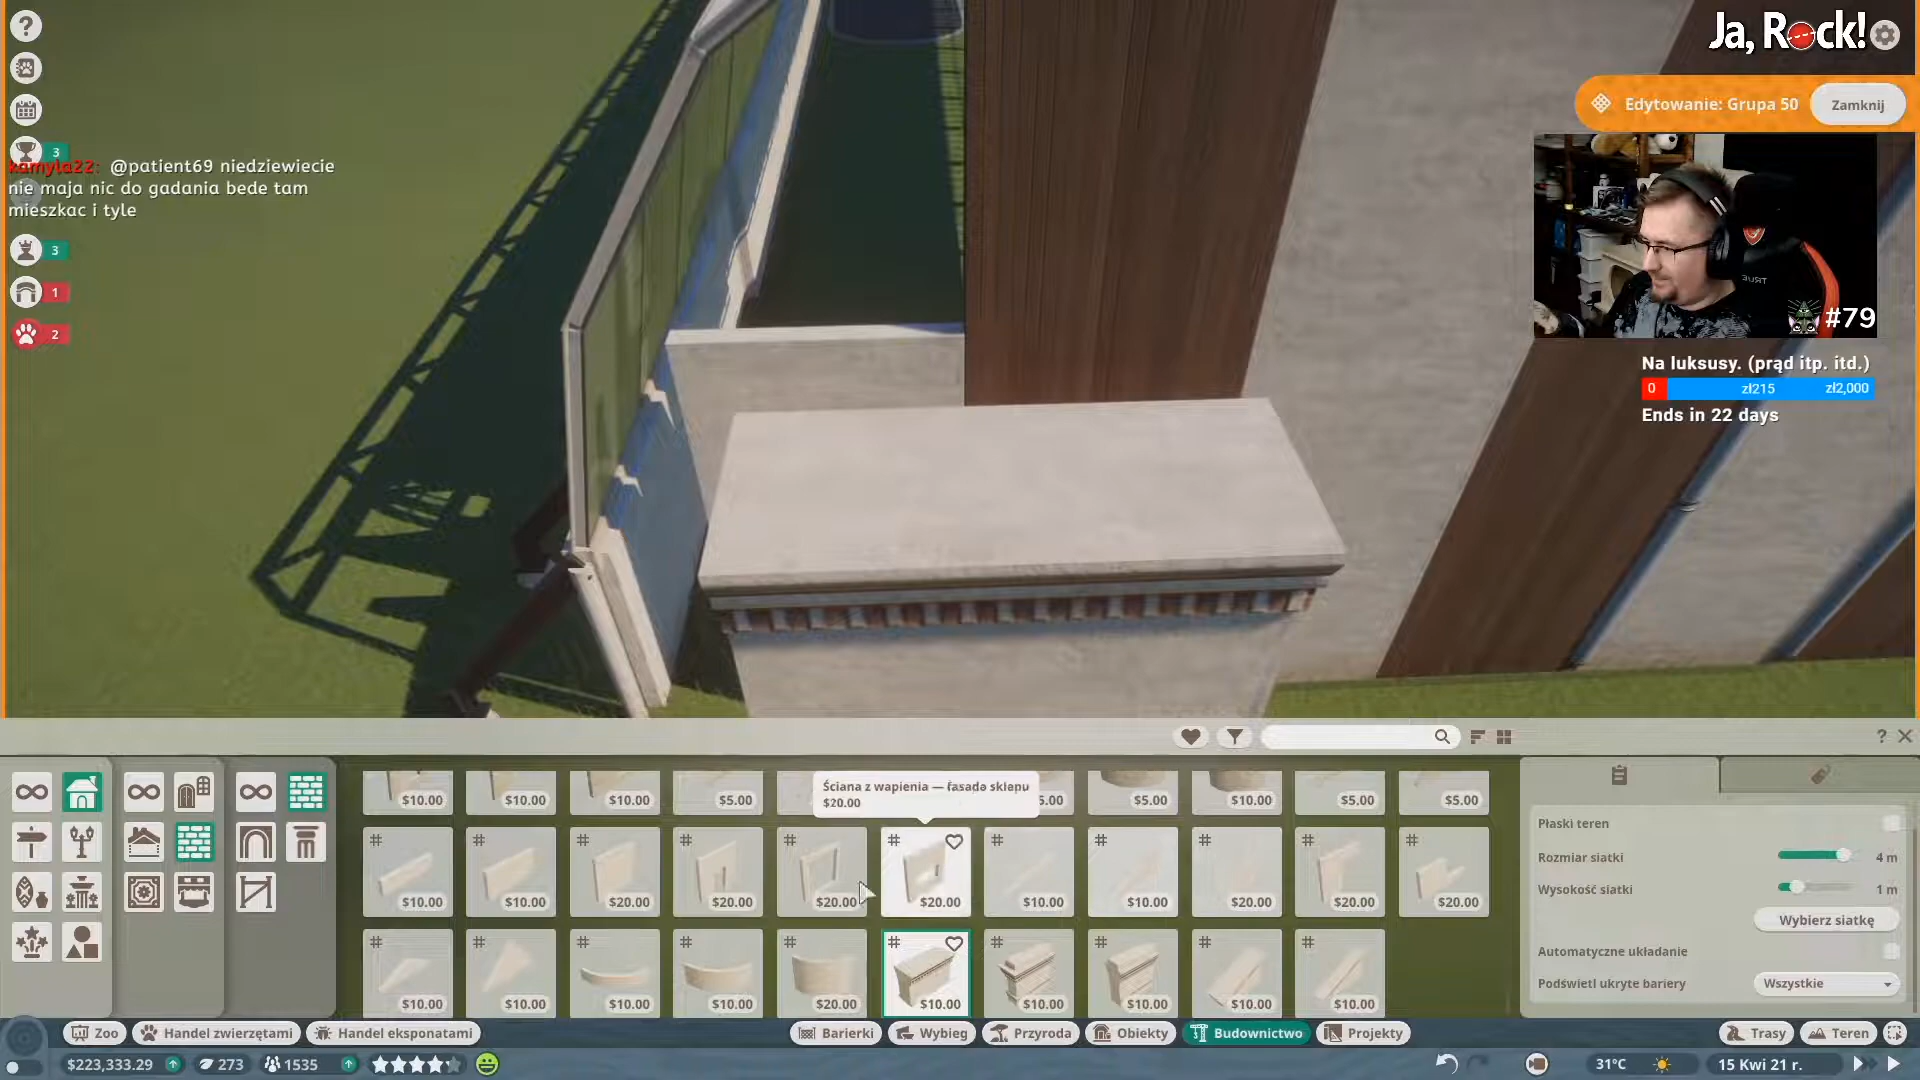 Ja, Rock!
Edytowanie: Grupa 50
Zamknij
3
kamyla22: @patient69 niedziewiecie
nie maja nic do gadania bede tam
mieszkac i tyle
3
1
2
TRUE
#79
Na luksusy. (prąd itp. itd.)
0 zł215 zł2,000
Ends in 22 days
?
?
Ściana z wapienia — fasada sklepu
$20.00
$10.00 $10.00 $10.00 $5.00 5.00 $5.00 $10.00 $5.00 $5.00
$10.00 $10.00 $20.00 $20.00 $20.00 $20.00 $10.00 $10.00 $20.00 $20.00 $20.00
$10.00 $10.00 $10.00 $10.00 $20.00 $10.00 $10.00 $10.00 $10.00 $10.00
Płaski teren
Rozmiar siatki 4 m
Wysokość siatki 1 m
Wybierz siatkę
Automatyczne układanie
Podświetl ukryte bariery Wszystkie
Zoo Handel zwierzętami Handel eksponatami Barierki Wybieg Przyroda Obiekty Budownictwo Projekty Trasy Teren
$223,333.29 273 1535 31°C 15 Kwi 21 r.